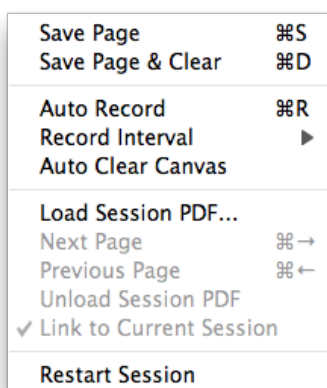 Save Page ⌘S
Save Page & Clear ⌘D
Auto Record ⌘R
Record Interval ▶
Auto Clear Canvas
Load Session PDF...
Next Page ⌘→
Previous Page ⌘←
Unload Session PDF
✓ Link to Current Session
Restart Session